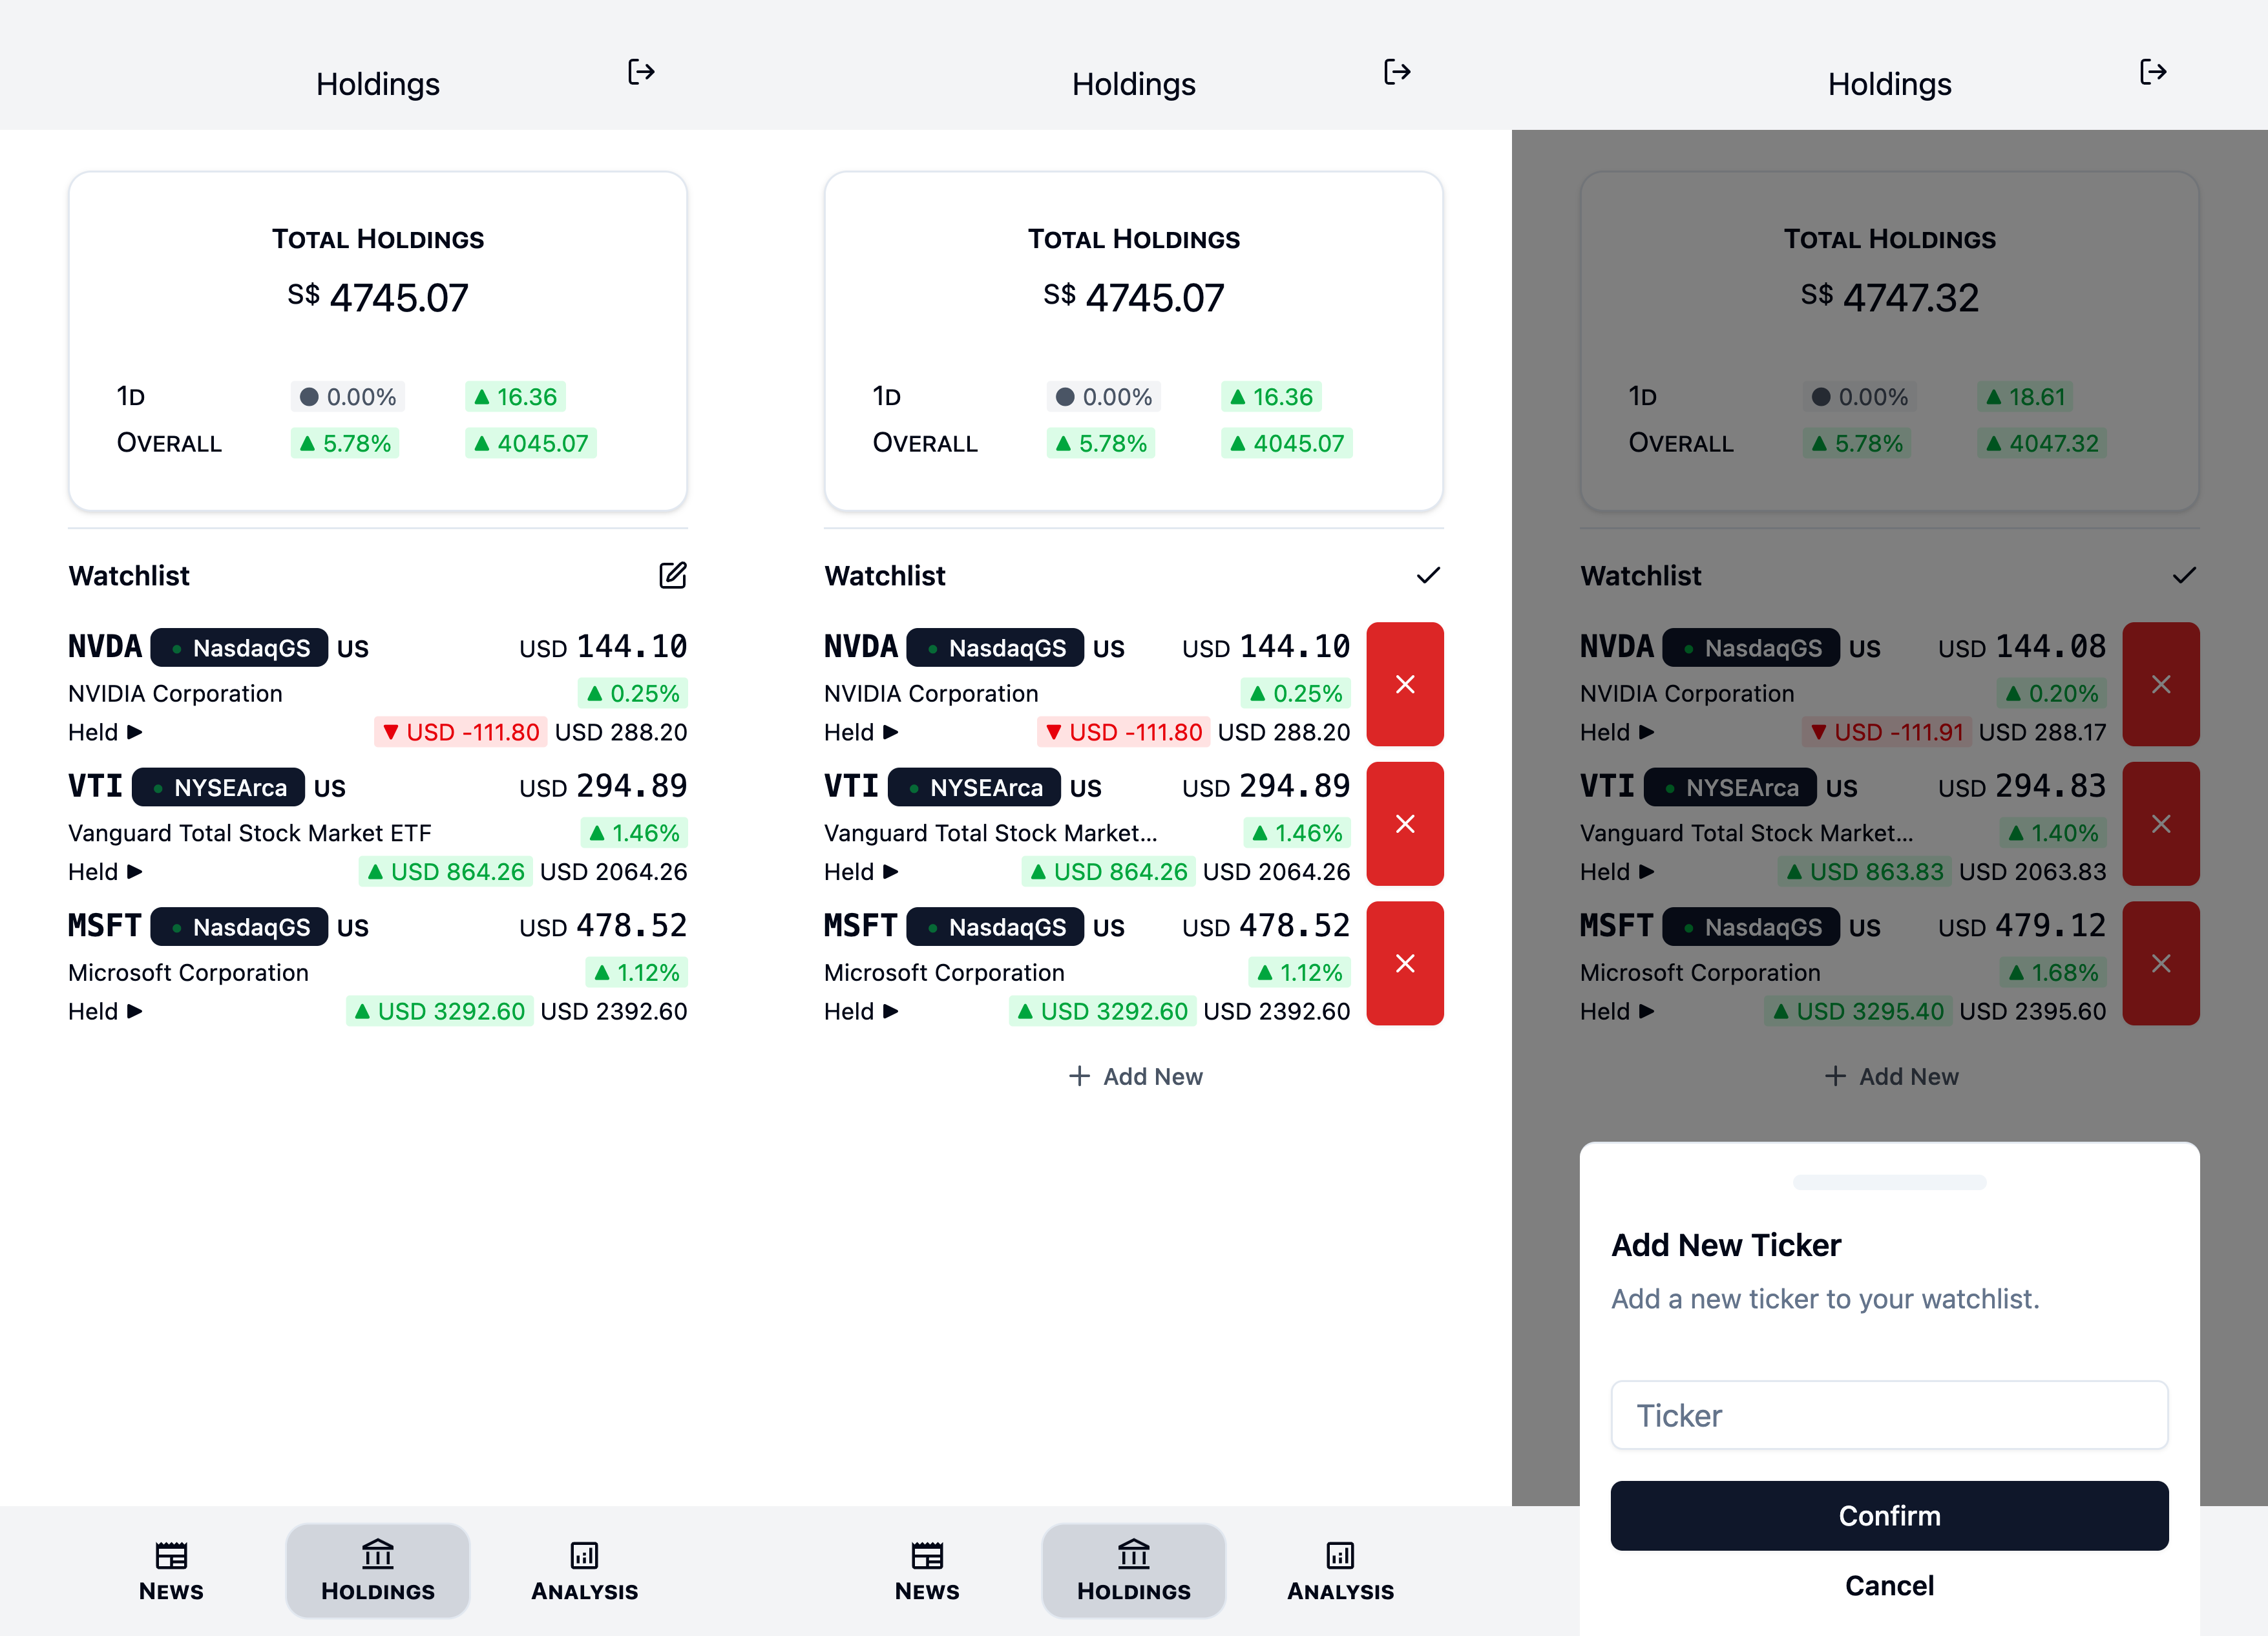 Holdings
TOTAL HOLDINGS
S$ 4745.07
1D 0.00% 16.36
OVERALL 5.78% 4045.07
Watchlist
NVDA NasdaqGS US USD 144.10
NVIDIA Corporation 0.25%
Held USD -111.80 USD 288.20
VTI NYSEArca US USD 294.89
Vanguard Total Stock Market ETF 1.46%
Held USD 864.26 USD 2064.26
MSFT NasdaqGS US USD 478.52
Microsoft Corporation 1.12%
Held USD 3292.60 USD 2392.60
NEWS HOLDINGS ANALYSIS
Holdings
TOTAL HOLDINGS
S$ 4745.07
1D 0.00% 16.36
OVERALL 5.78% 4045.07
Watchlist
NVDA NasdaqGS US USD 144.10
NVIDIA Corporation 0.25%
Held USD -111.80 USD 288.20
VTI NYSEArca US USD 294.89
Vanguard Total Stock Market... 1.46%
Held USD 864.26 USD 2064.26
MSFT NasdaqGS US USD 478.52
Microsoft Corporation 1.12%
Held USD 3292.60 USD 2392.60
Add New
NEWS HOLDINGS ANALYSIS
Holdings
TOTAL HOLDINGS
S$ 4747.32
1D 0.00% 18.61
OVERALL 5.78% 4047.32
Watchlist
NVDA NasdaqGS US USD 144.08
NVIDIA Corporation 0.20%
Held USD -111.91 USD 288.17
VTI NYSEArca US USD 294.83
Vanguard Total Stock Market... 1.40%
Held USD 863.83 USD 2063.83
MSFT NasdaqGS US USD 479.12
Microsoft Corporation 1.68%
Held USD 3295.40 USD 2395.60
Add New
Add New Ticker
Add a new ticker to your watchlist.
Ticker
Confirm
Cancel